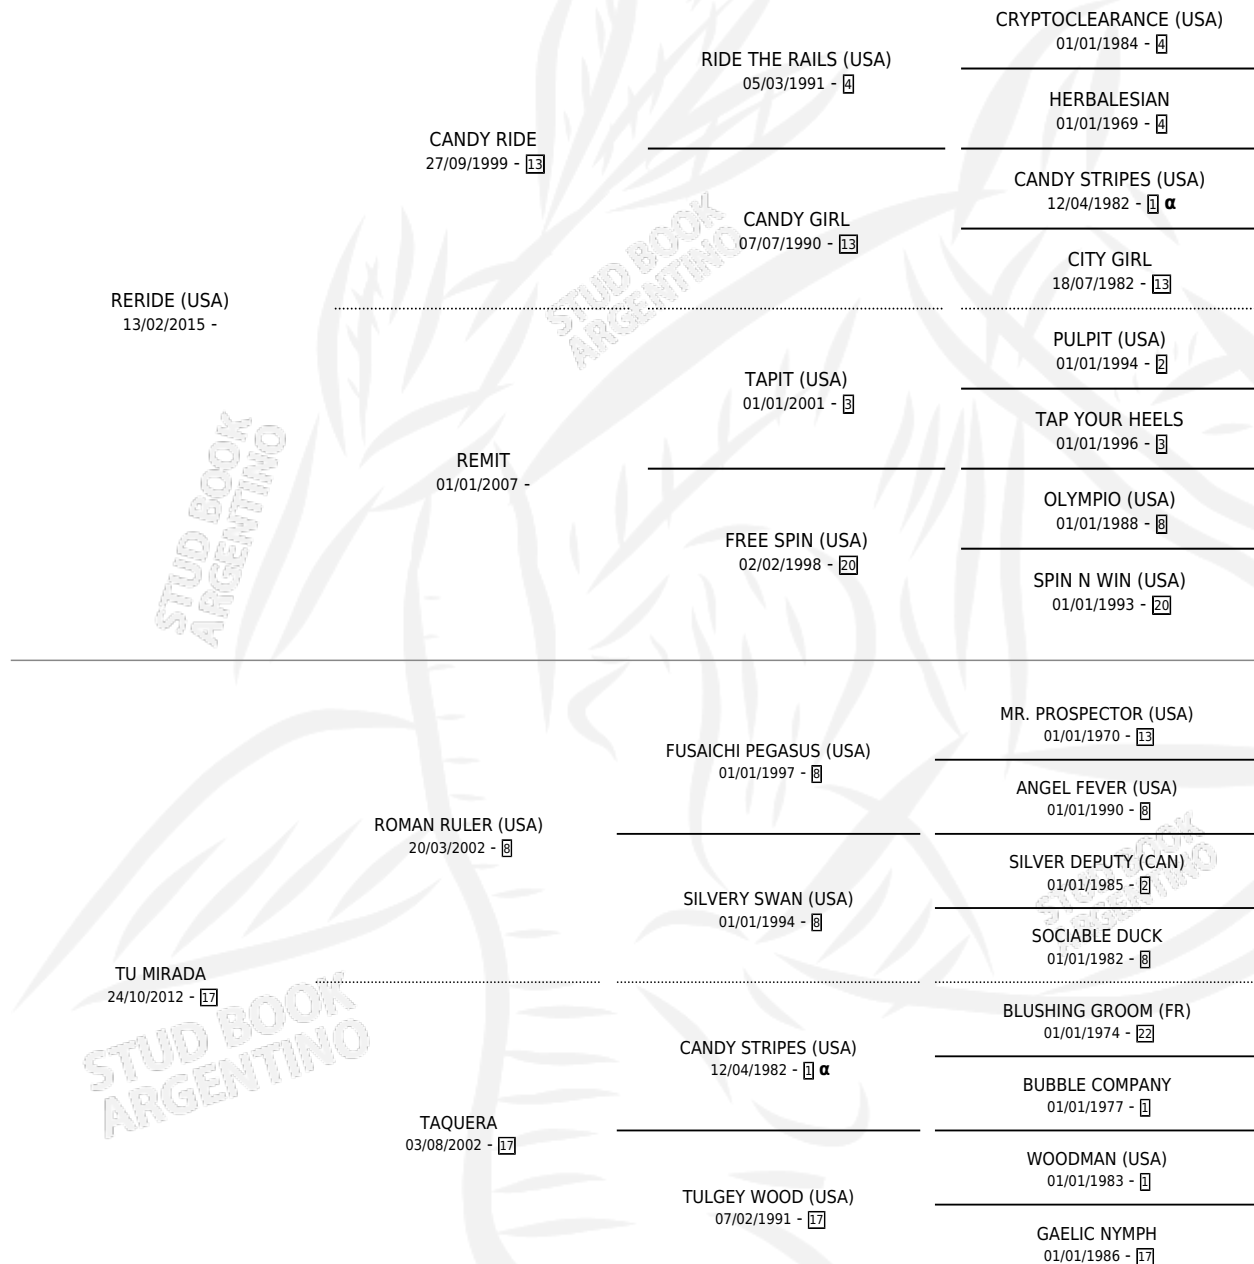 CRYPTOCLEARANCE (USA)
01/01/1984 - 4
RIDE THE RAILS (USA)
05/03/1991 - 4
HERBALESIAN
01/01/1969 - 4
CANDY RIDE
27/09/1999 - 13
CANDY STRIPES (USA)
12/04/1982 - 1 α
CANDY GIRL
07/07/1990 - 13
CITY GIRL
18/07/1982 - 13
RERIDE (USA)
13/02/2015 -
PULPIT (USA)
01/01/1994 - 2
TAPIT (USA)
01/01/2001 - 3
TAP YOUR HEELS
01/01/1996 - 3
REMIT
01/01/2007 -
OLYMPIO (USA)
01/01/1988 - 8
FREE SPIN (USA)
02/02/1998 - 20
SPIN N WIN (USA)
01/01/1993 - 20
MR. PROSPECTOR (USA)
01/01/1970 - 13
FUSAICHI PEGASUS (USA)
01/01/1997 - 8
ANGEL FEVER (USA)
01/01/1990 - 8
ROMAN RULER (USA)
20/03/2002 - 8
SILVER DEPUTY (CAN)
01/01/1985 - 2
SILVERY SWAN (USA)
01/01/1994 - 8
SOCIABLE DUCK
01/01/1982 - 8
TU MIRADA
24/10/2012 - 17
BLUSHING GROOM (FR)
01/01/1974 - 22
CANDY STRIPES (USA)
12/04/1982 - 1 α
BUBBLE COMPANY
01/01/1977 - 1
TAQUERA
03/08/2002 - 17
WOODMAN (USA)
01/01/1983 - 1
TULGEY WOOD (USA)
07/02/1991 - 17
GAELIC NYMPH
01/01/1986 - 17
STUD BOOK
ARGENTINO
STUD BOOK
ARGENTINO
STUD BOOK
ARGENTINO
STUD BOOK
ARGENTINO